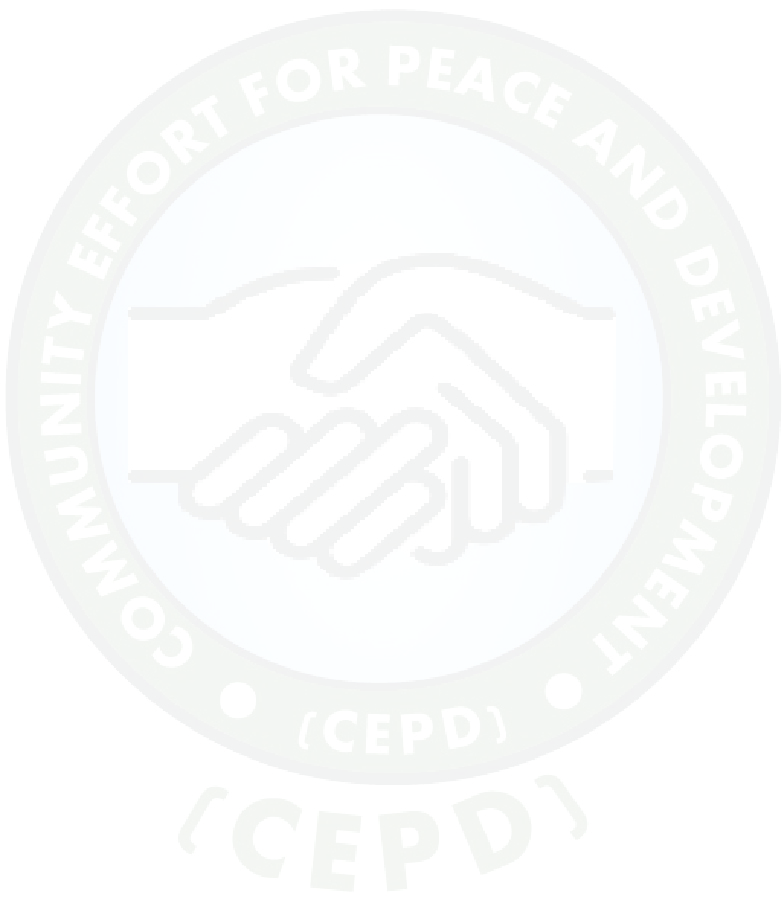 COMMUNITY EFFORT FOR PEACE AND DEVELOPMENT
(CEPD)
(CEPD)